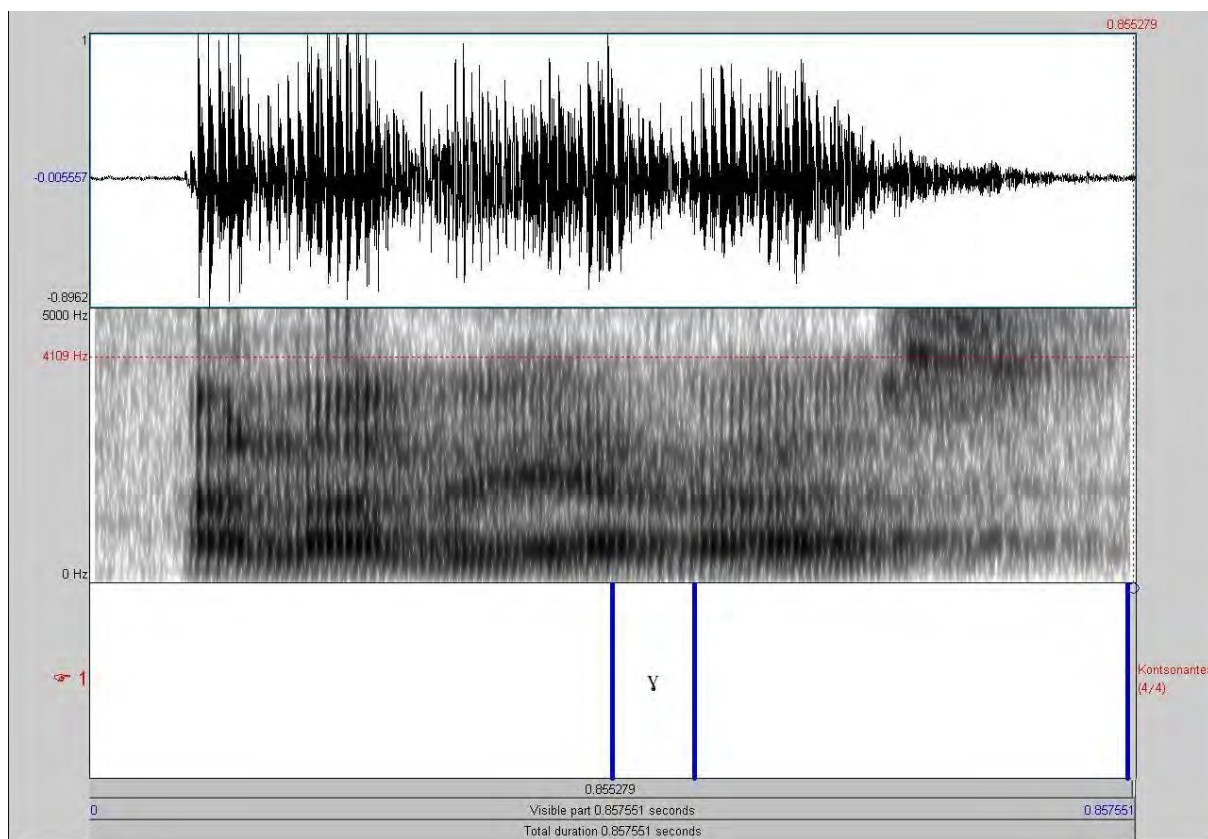 0.855279
1
-0.005557
-0.8962
5000 Hz
4109 Hz
0 Hz
1
ɣ
Kontsonantea
(4/4)
0.855279
0
Visible part 0.857551 seconds
0.857551
Total duration 0.857551 seconds